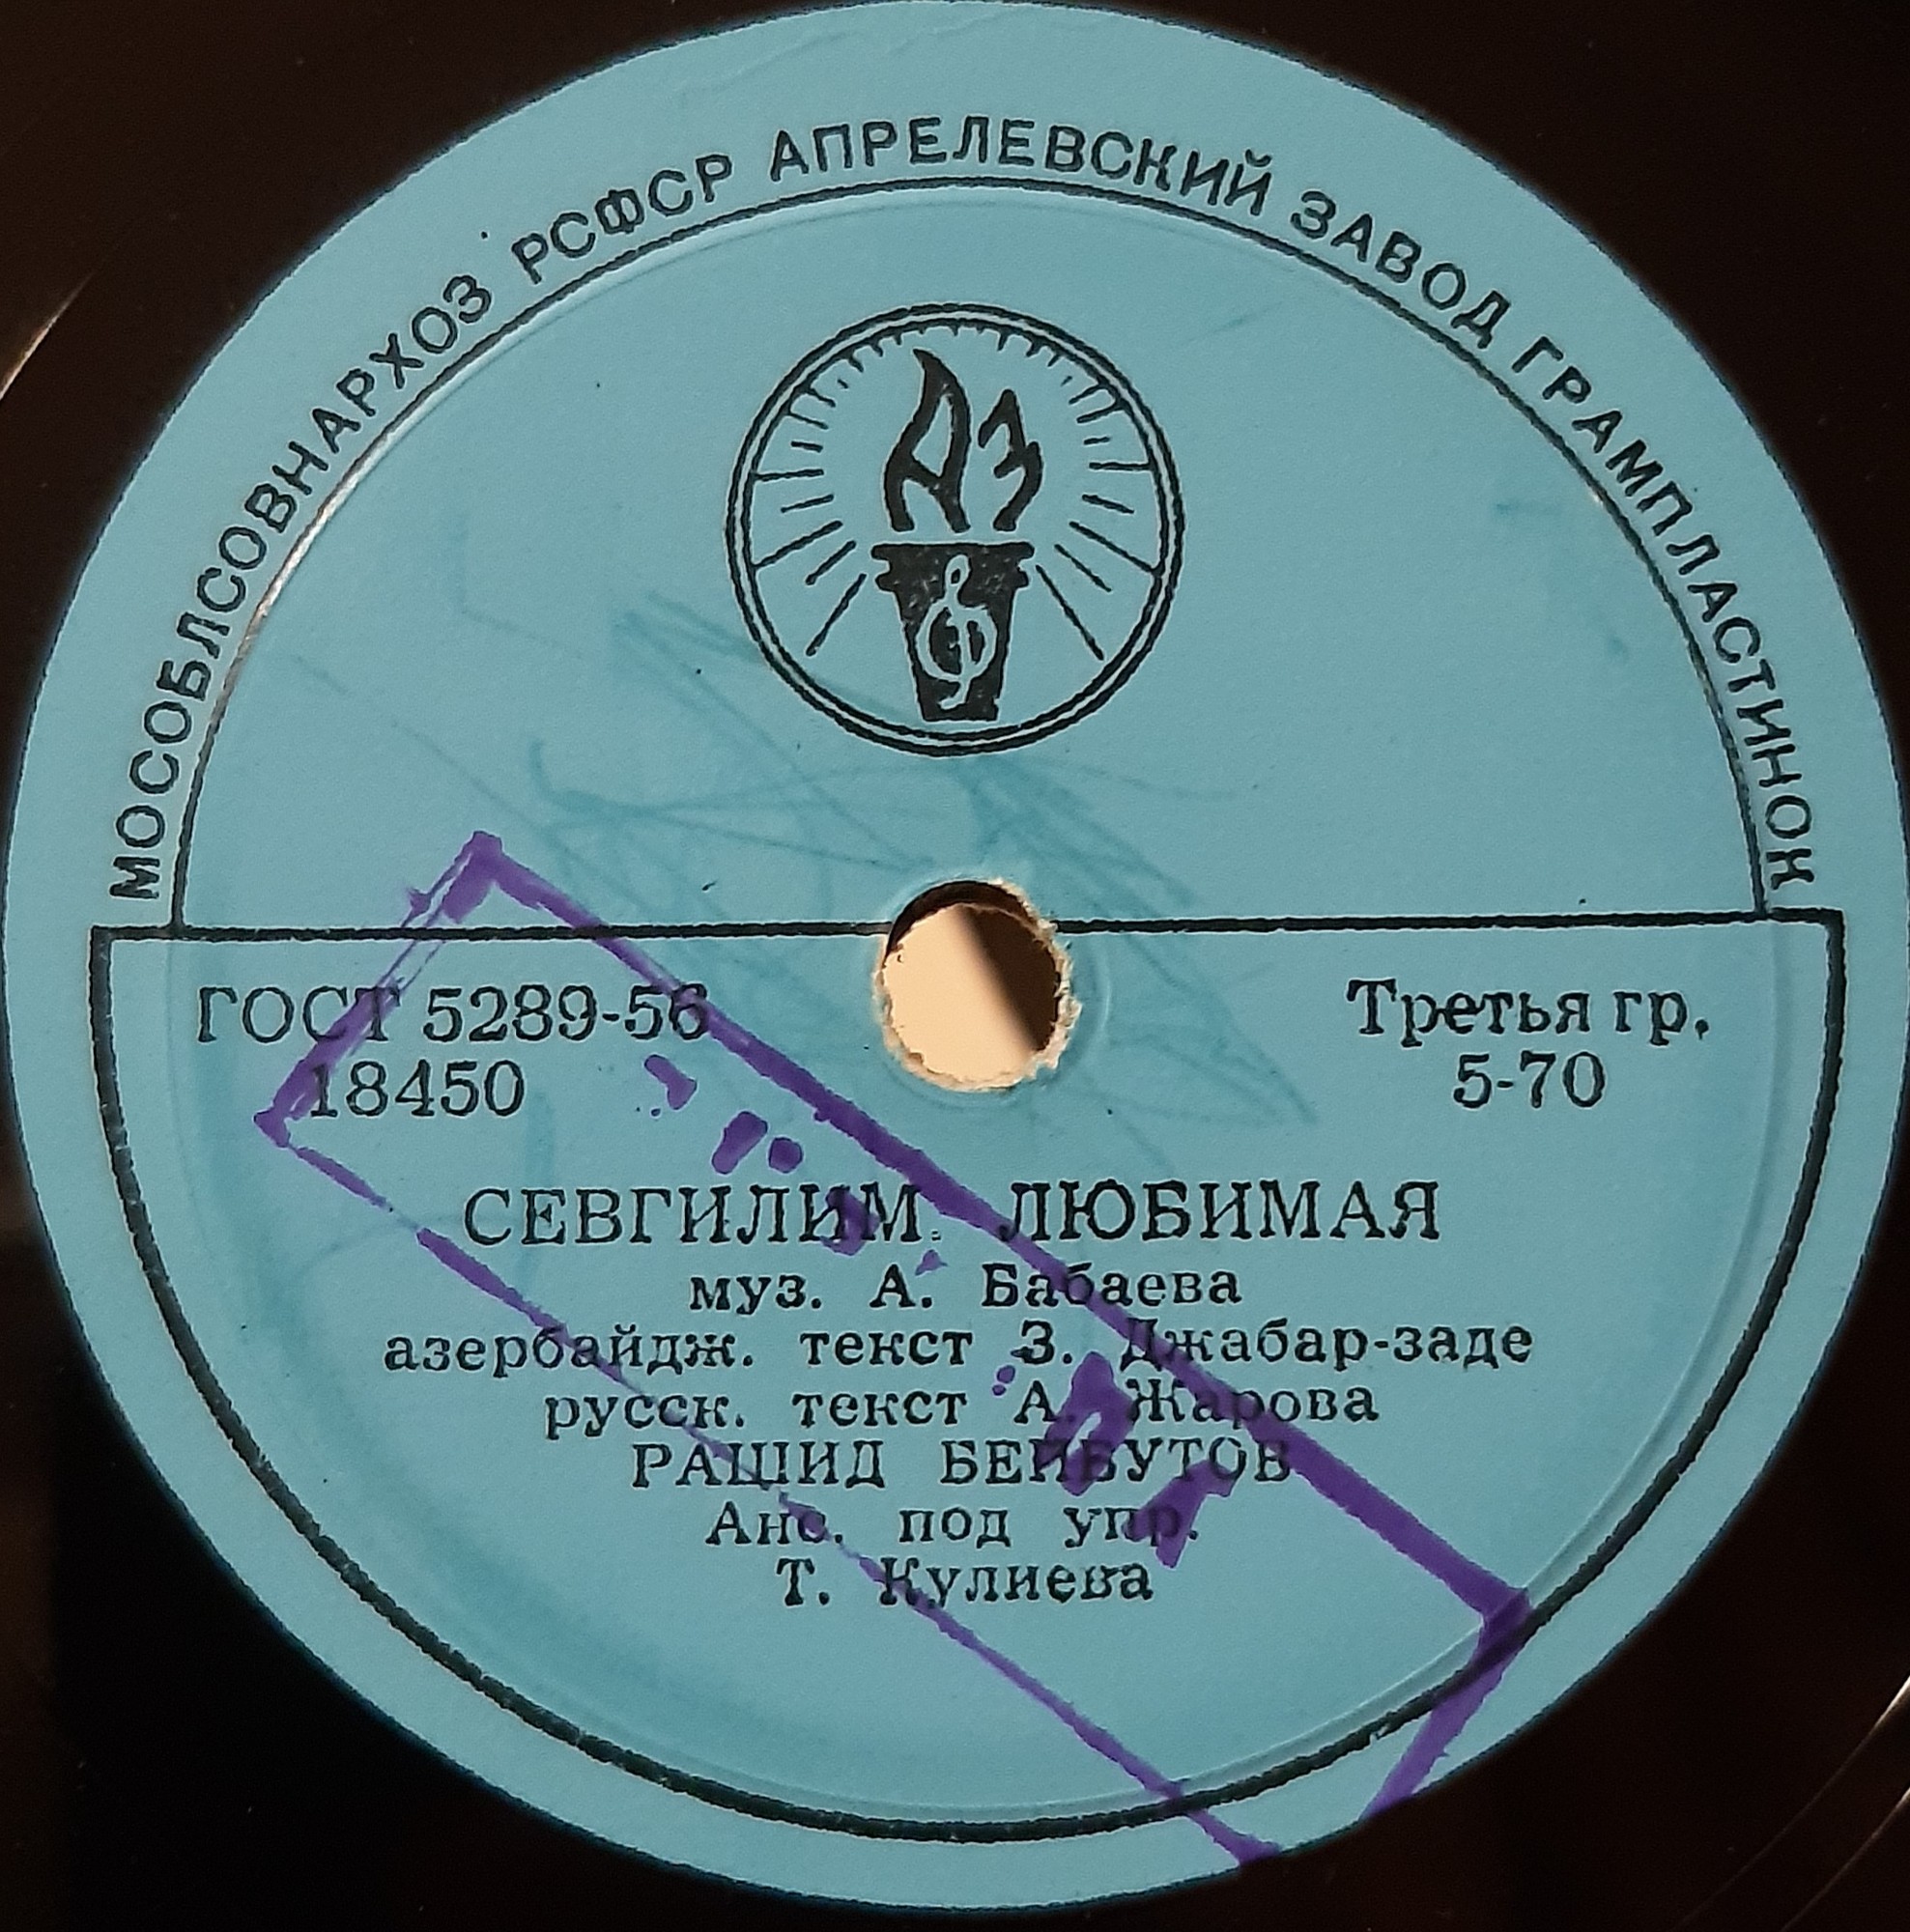 МОСОБЛСОВНАРХОЗ РСФСР АПРЕЛЕВСКИЙ ЗАВОД ГРАМПЛАСТИНОК
АЗ
ГОСТ 5289-56
18450
Третья гр.
5-70
СЕВГИЛИМ. ЛЮБИМАЯ
муз. А. Бабаева
азербайдж. текст З. Джабар-заде
русск. текст А. Жарова
РАШИД БЕЙБУТОВ
Анс. под упр.
Т. Кулиева